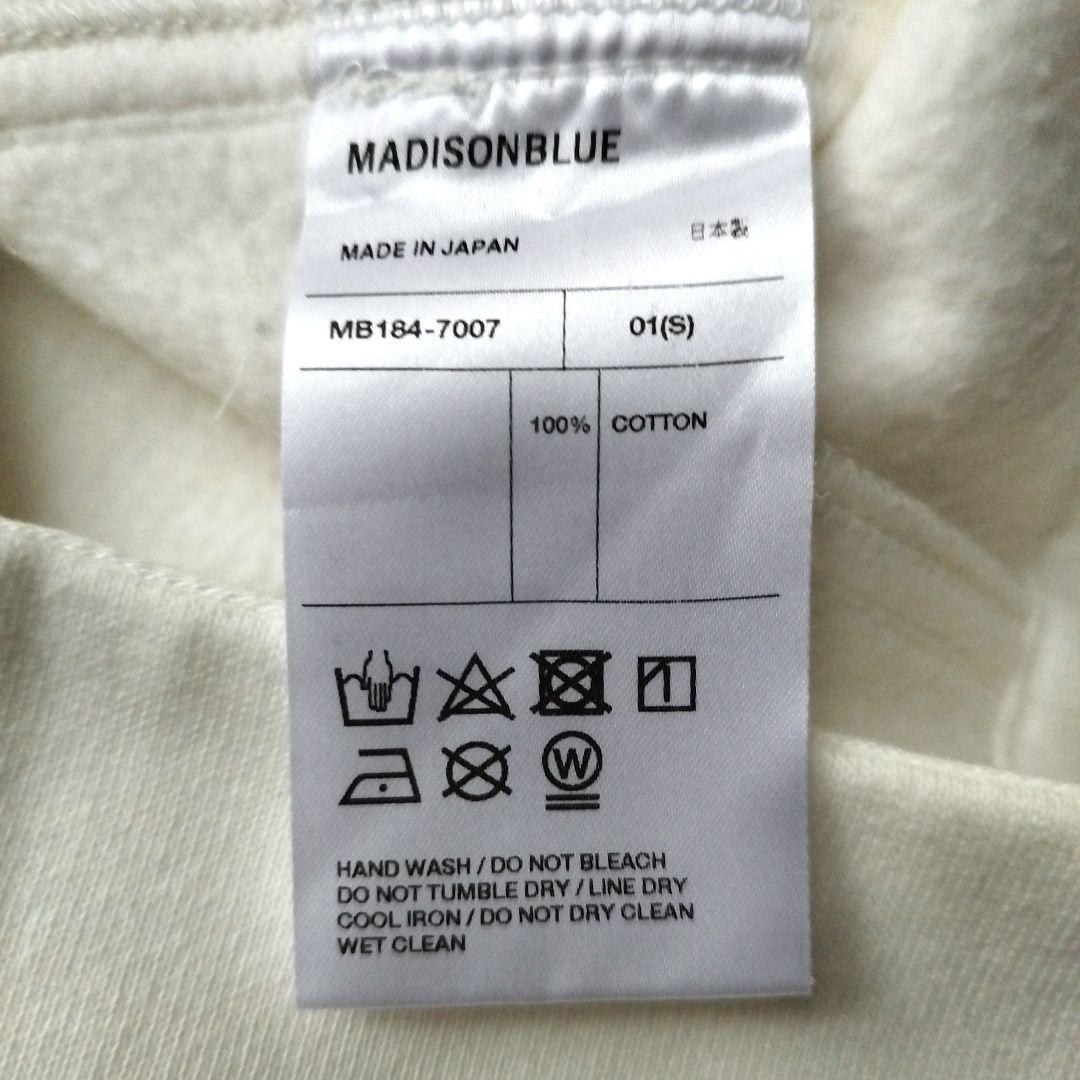 MADISONBLUE
MADE IN JAPAN 日本製
MB184-7007 01(S)
100% COTTON
W
HAND WASH / DO NOT BLEACH
DO NOT TUMBLE DRY / LINE DRY
COOL IRON / DO NOT DRY CLEAN
WET CLEAN